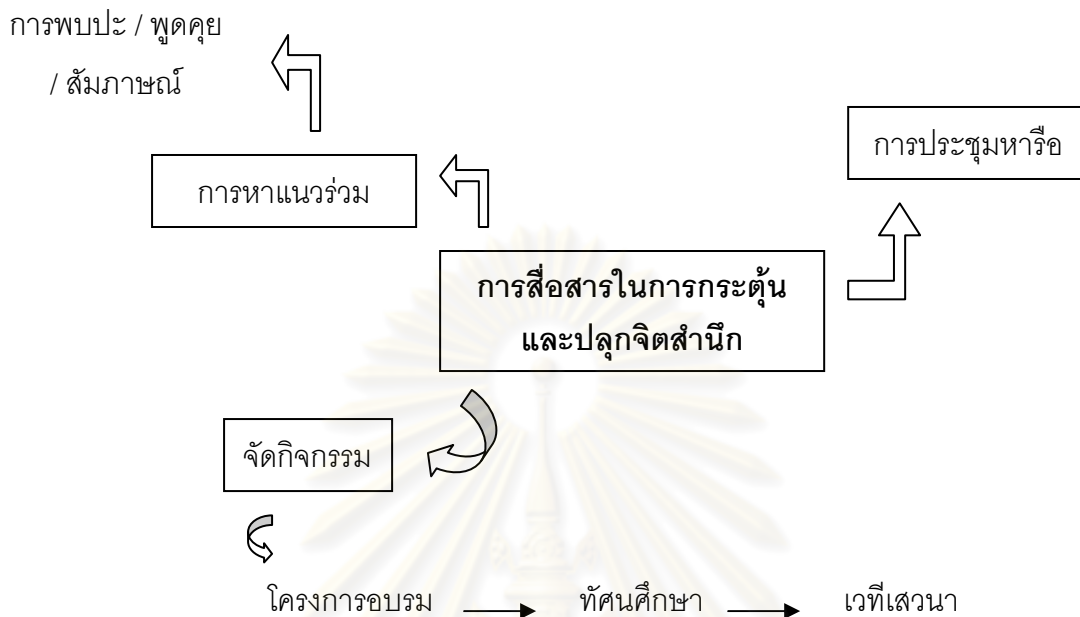 การพบปะ / พูดคุย
/ สัมภาษณ์
การประชุมหารือ
การหาแนวร่วม
การสื่อสารในการกระตุ้น
และปลุกจิตสำนึก
จัดกิจกรรม
โครงการอบรม ทัศนศึกษา เวทีเสวนา